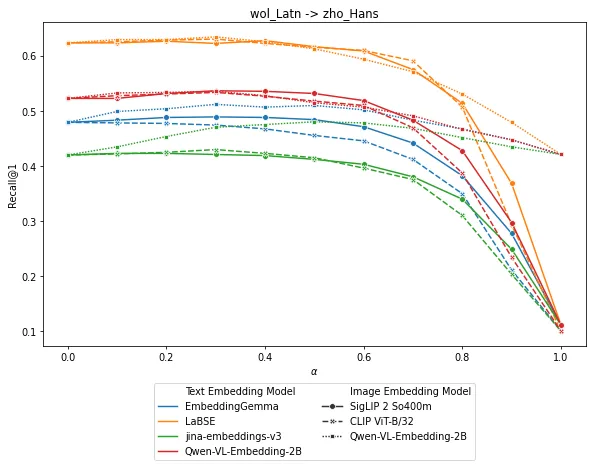 wol_Latn -> zho_Hans
Recall@1
0.6
0.5
0.4
0.3
0.2
0.1
0.0
0.2
0.4
0.6
0.8
1.0
α
Text Embedding Model
EmbeddingGemma
LaBSE
jina-embeddings-v3
Qwen-VL-Embedding-2B
Image Embedding Model
SigLIP 2 So400m
CLIP ViT-B/32
Qwen-VL-Embedding-2B